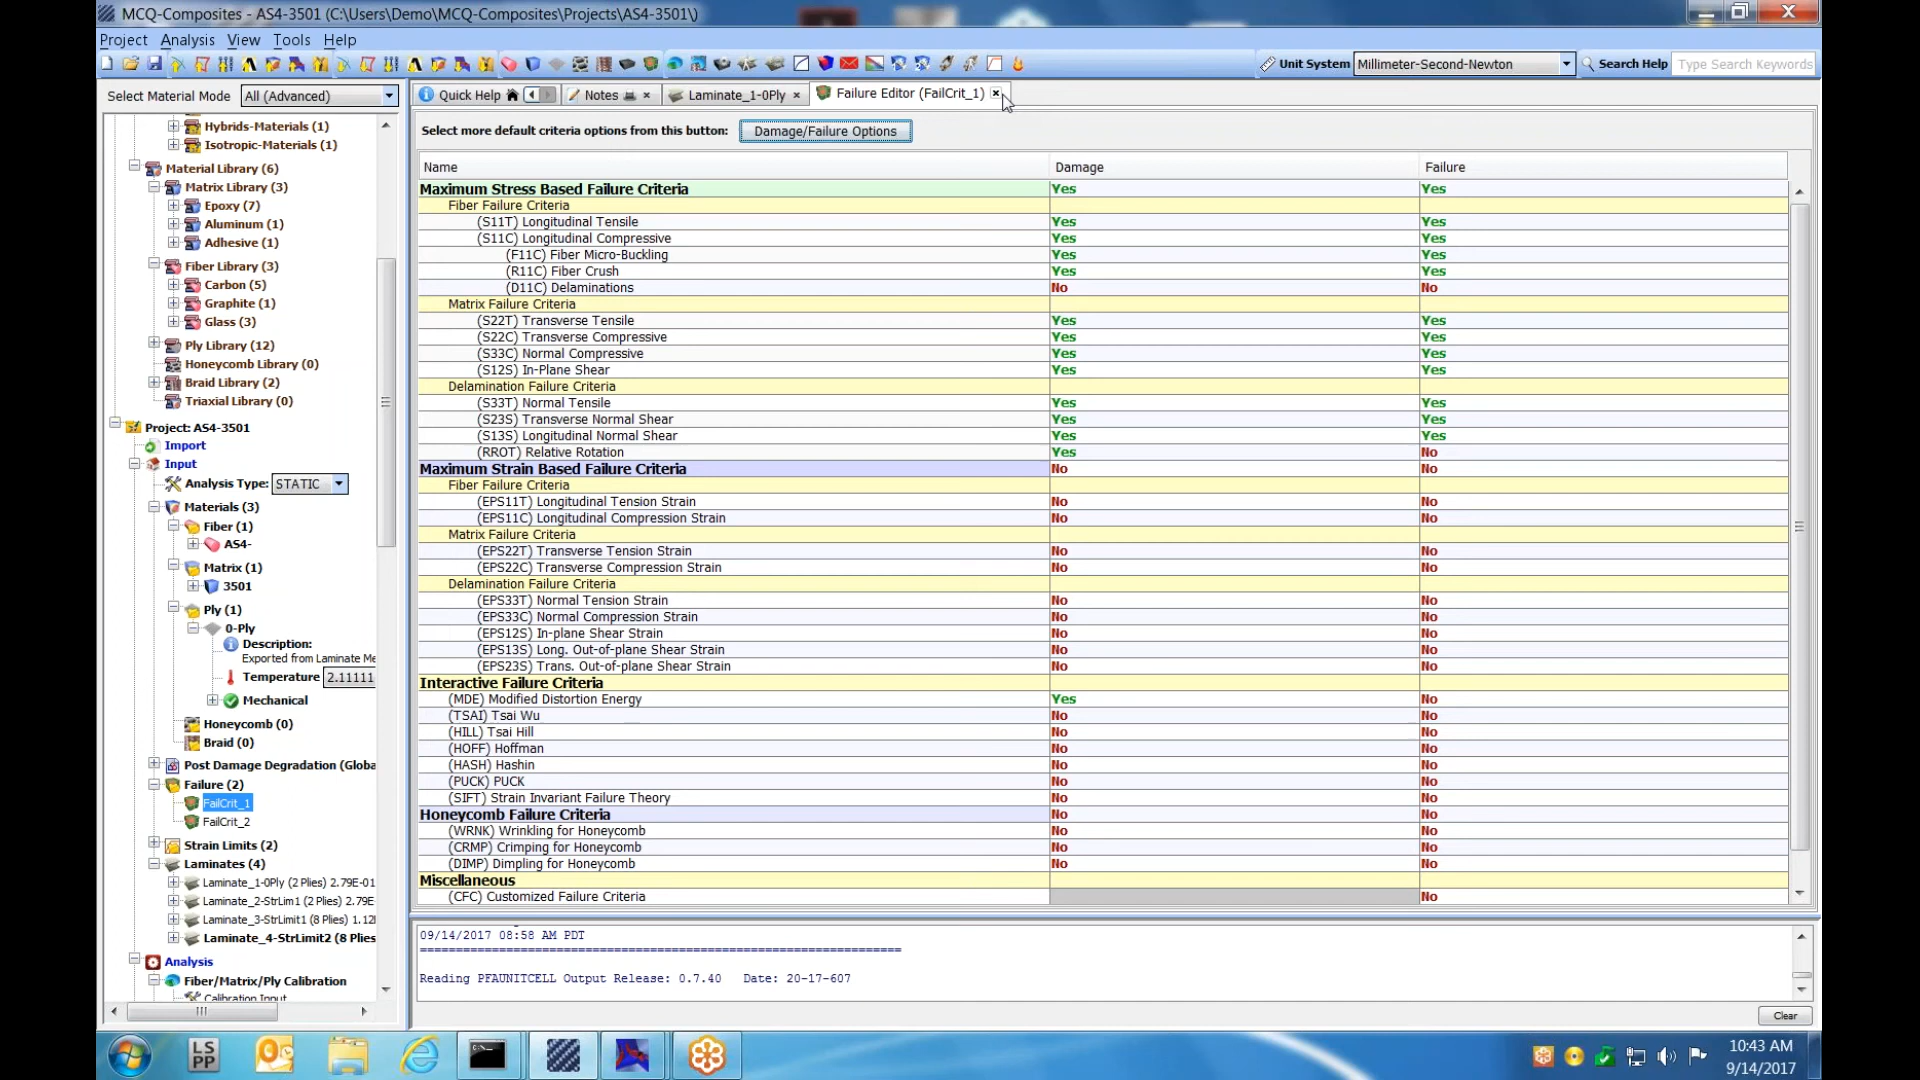 MCQ-Composites - AS4-3501 (C:\Users\Demo\MCQ-Composites\Projects\AS4-3501\)
Project Analysis View Tools Help
Unit System Millimeter-Second-Newton Search Help Type Search Keywords
Select Material Mode All (Advanced)
Quick Help Notes Laminate_1-0Ply Failure Editor (FailCrit_1)
Hybrids-Materials (1)
Isotropic-Materials (1)
Material Library (6)
Matrix Library (3)
Epoxy (7)
Aluminum (1)
Adhesive (1)
Fiber Library (3)
Carbon (5)
Graphite (1)
Glass (3)
Ply Library (12)
Honeycomb Library (0)
Braid Library (2)
Triaxial Library (0)
Project: AS4-3501
Import
Input
Analysis Type: STATIC
Materials (3)
Fiber (1)
AS4-
Matrix (1)
3501
Ply (1)
0-Ply
Description:
Exported from Laminate Me
Temperature 2.11111
Mechanical
Honeycomb (0)
Braid (0)
Post Damage Degradation (Globa
Failure (2)
FailCrit_1
FailCrit_2
Strain Limits (2)
Laminates (4)
Laminate_1-0Ply (2 Plies) 2.79E-01
Laminate_2-StrLim1 (2 Plies) 2.79E
Laminate_3-StrLimit1 (8 Plies) 1.12
Laminate_4-StrLimit2 (8 Plies
Analysis
Fiber/Matrix/Ply Calibration
Calibration Input
Select more default criteria options from this button: Damage/Failure Options
Name Damage Failure
Maximum Stress Based Failure Criteria Yes Yes
Fiber Failure Criteria
(S11T) Longitudinal Tensile Yes Yes
(S11C) Longitudinal Compressive Yes Yes
(F11C) Fiber Micro-Buckling Yes Yes
(R11C) Fiber Crush Yes Yes
(D11C) Delaminations No No
Matrix Failure Criteria
(S22T) Transverse Tensile Yes Yes
(S22C) Transverse Compressive Yes Yes
(S33C) Normal Compressive Yes Yes
(S12S) In-Plane Shear Yes Yes
Delamination Failure Criteria
(S33T) Normal Tensile Yes Yes
(S23S) Transverse Normal Shear Yes Yes
(S13S) Longitudinal Normal Shear Yes Yes
(RROT) Relative Rotation Yes No
Maximum Strain Based Failure Criteria No No
Fiber Failure Criteria
(EPS11T) Longitudinal Tension Strain No No
(EPS11C) Longitudinal Compression Strain No No
Matrix Failure Criteria
(EPS22T) Transverse Tension Strain No No
(EPS22C) Transverse Compression Strain No No
Delamination Failure Criteria
(EPS33T) Normal Tension Strain No No
(EPS33C) Normal Compression Strain No No
(EPS12S) In-plane Shear Strain No No
(EPS13S) Long. Out-of-plane Shear Strain No No
(EPS23S) Trans. Out-of-plane Shear Strain No No
Interactive Failure Criteria
(MDE) Modified Distortion Energy Yes No
(TSAI) Tsai Wu No No
(HILL) Tsai Hill No No
(HOFF) Hoffman No No
(HASH) Hashin No No
(PUCK) PUCK No No
(SIFT) Strain Invariant Failure Theory No No
Honeycomb Failure Criteria No No
(WRNK) Wrinkling for Honeycomb No No
(CRMP) Crimping for Honeycomb No No
(DIMP) Dimpling for Honeycomb No No
Miscellaneous
(CFC) Customized Failure Criteria No
09/14/2017 08:58 AM PDT
Reading PFAUNITCELL Output Release: 0.7.40 Date: 20-17-607
Clear
LS
PP
10:43 AM
9/14/2017